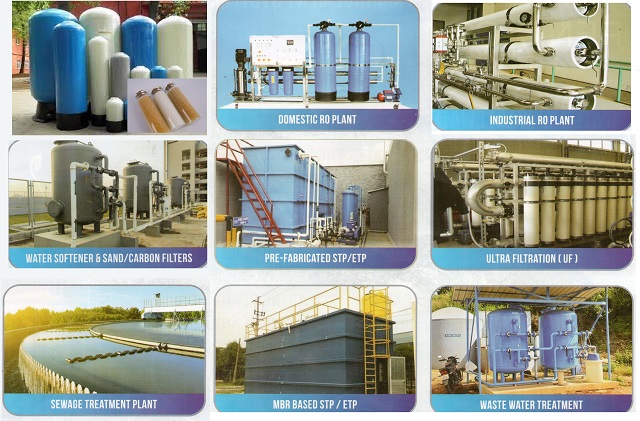 DOMESTIC RO PLANT
INDUSTRIAL RO PLANT
WATER SOFTENER & SAND/CARBON FILTERS
PRE-FABRICATED STP/ETP
ULTRA FILTRATION ( UF )
SEWAGE TREATMENT PLANT
MBR BASED STP / ETP
WASTE WATER TREATMENT